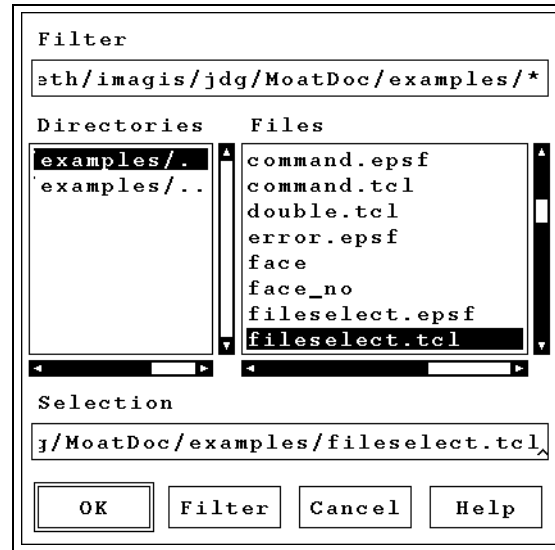 Filter
eth/imagis/jdg/MoatDoc/examples/*
Directories Files
examples/. command.epsf
examples/.. command.tcl
double.tcl
error.epsf
face
face_no
fileselect.epsf
fileselect.tcl
Selection
g/MoatDoc/examples/fileselect.tcl
OK Filter Cancel Help